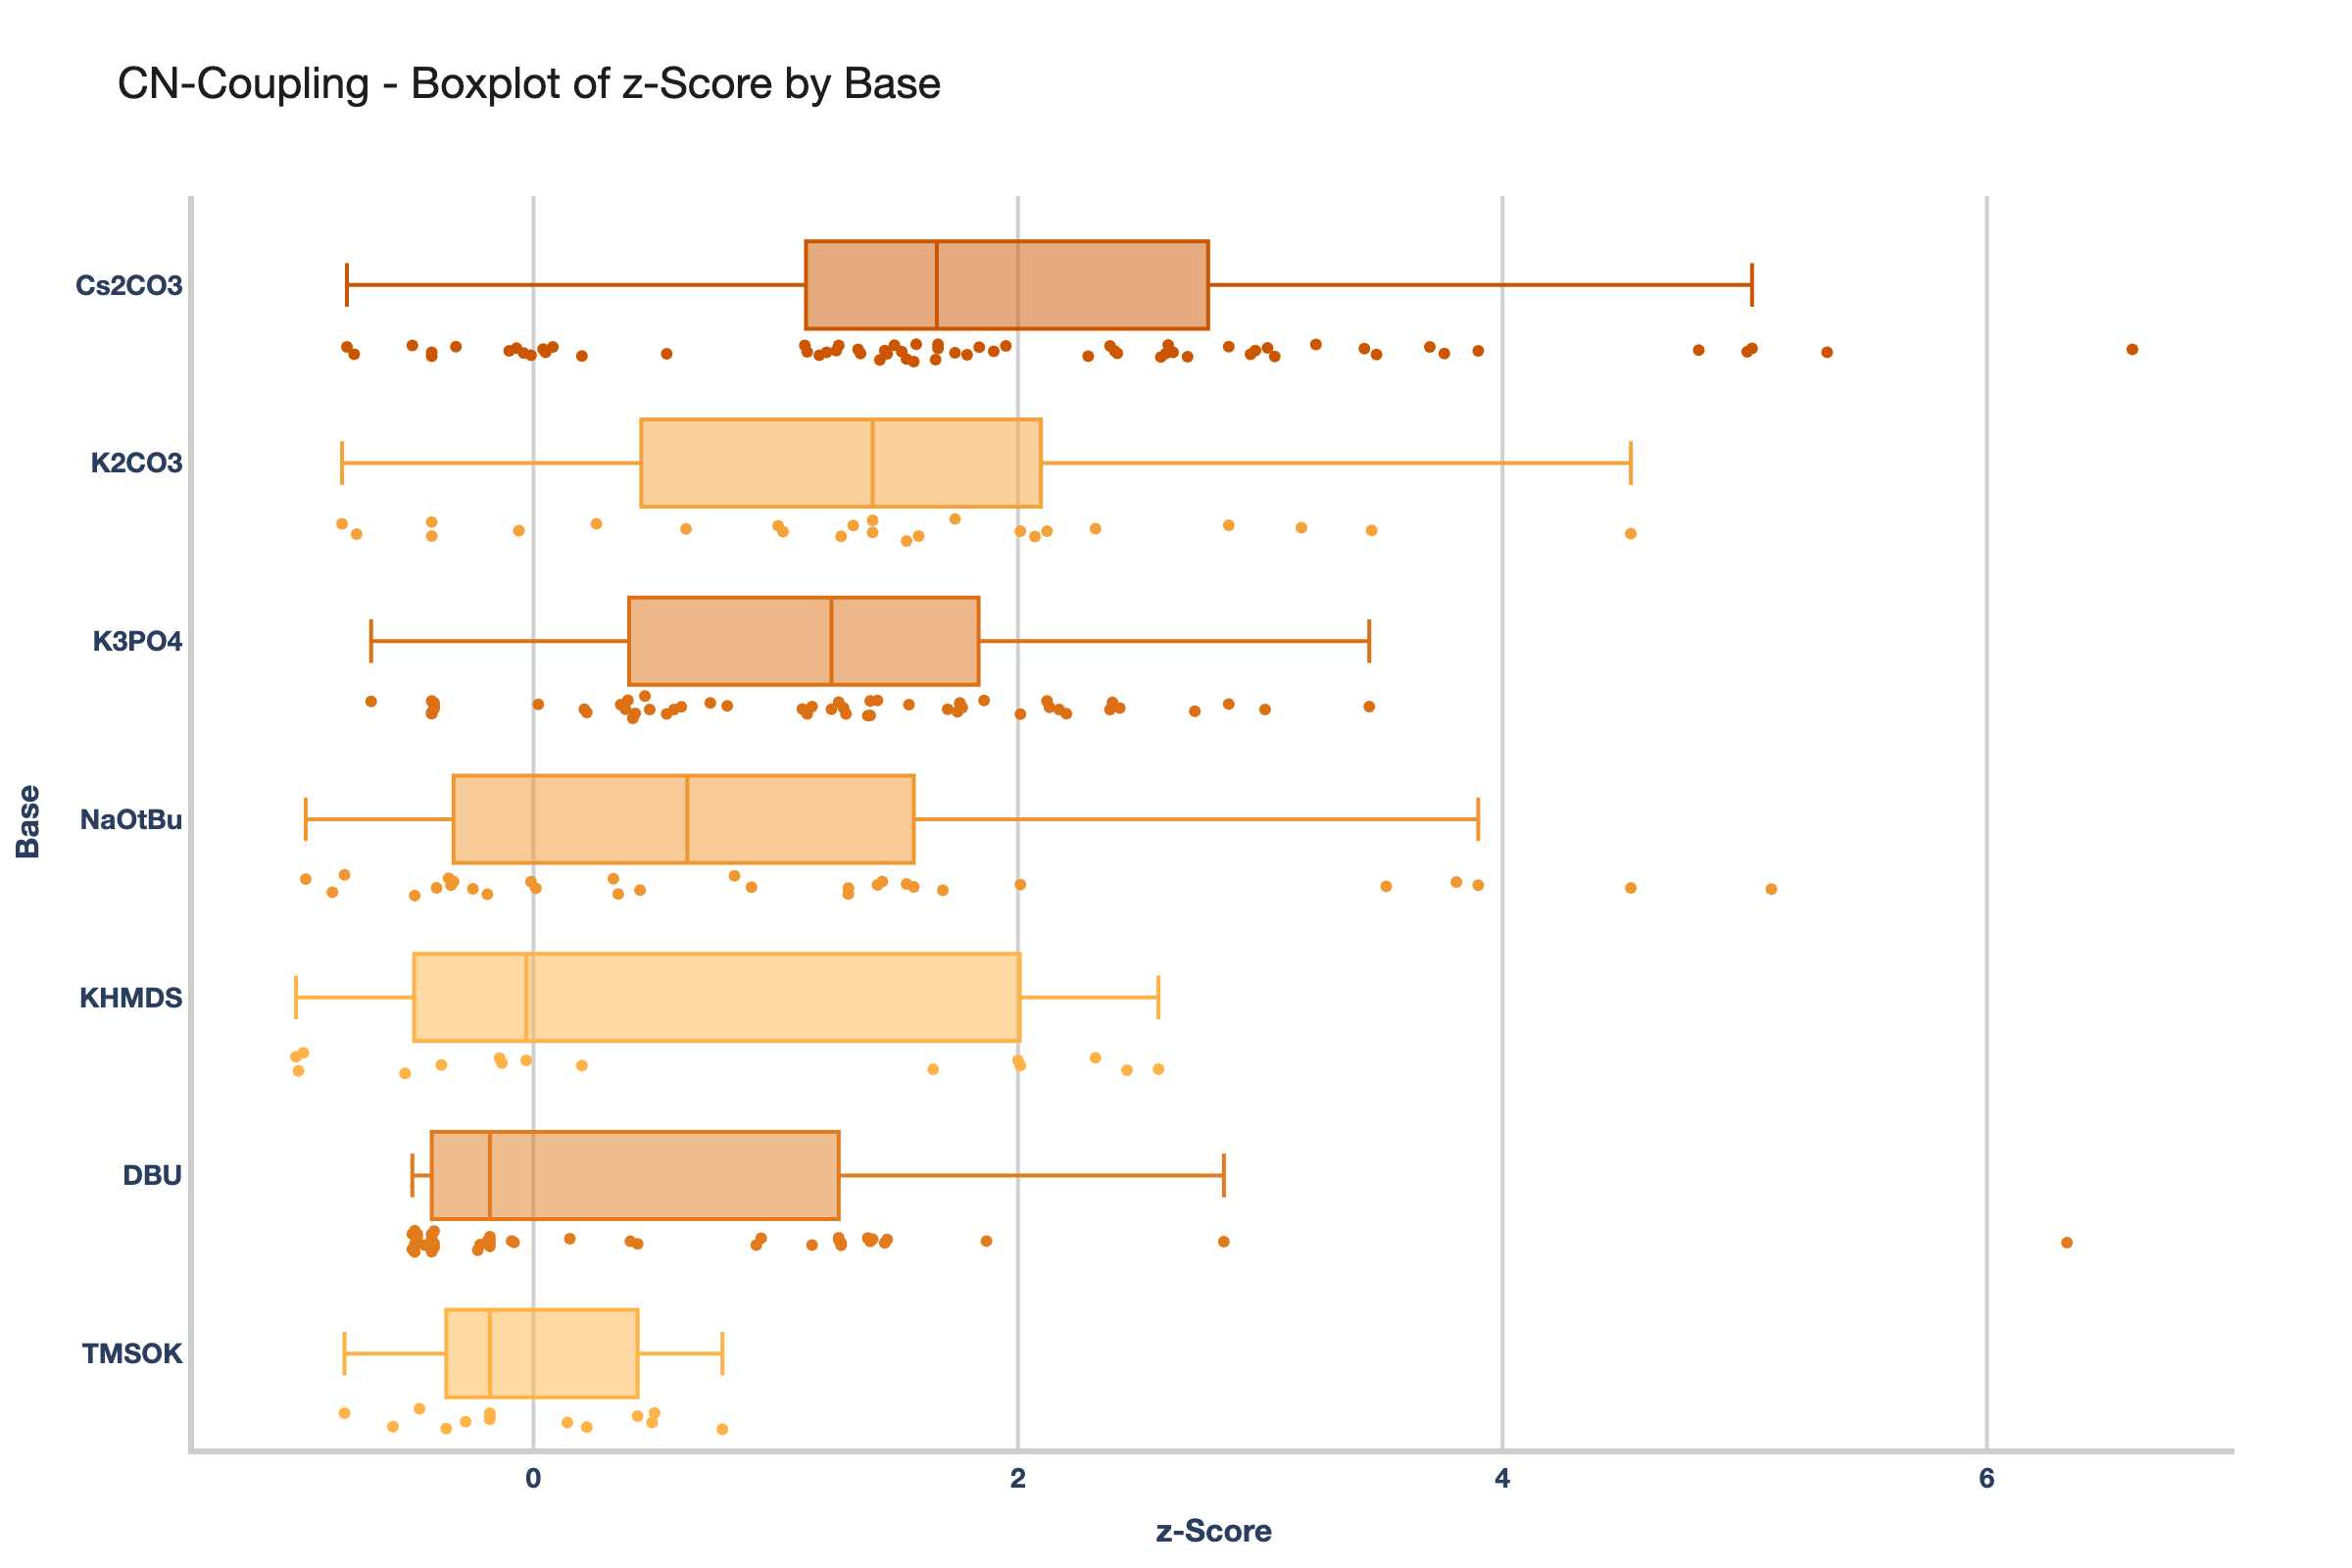 CN-Coupling - Boxplot of z-Score by Base
Cs2CO3
K2CO3
K3PO4
NaOtBu
KHMDS
DBU
TMSOK
Base
0 2 4 6
z-Score